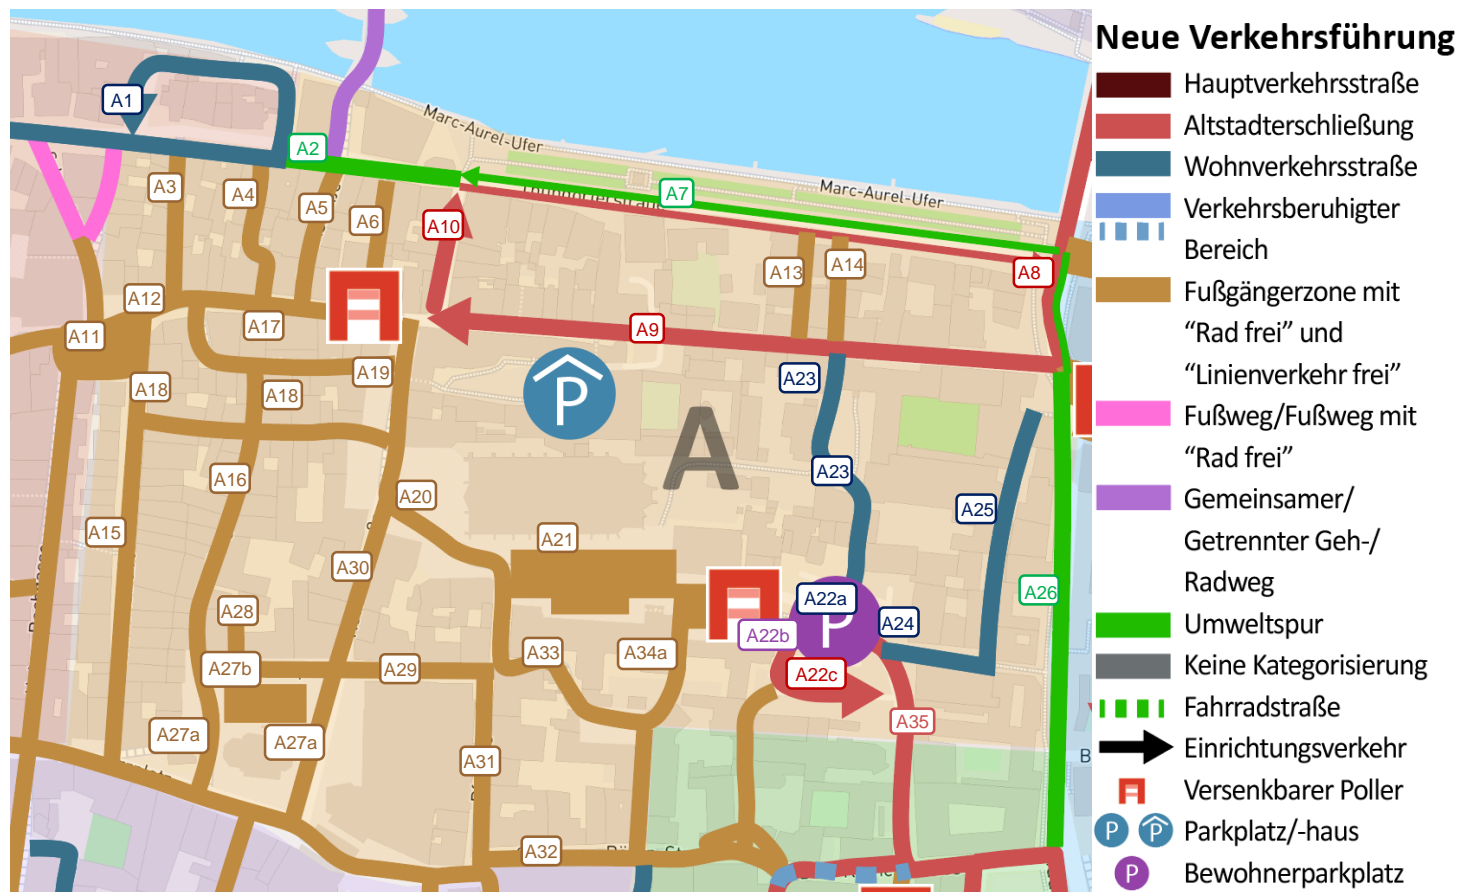 Neue Verkehrsführung
Hauptverkehrsstraße
Altstadterschließung
Wohnverkehrsstraße
Verkehrsberuhigter
Bereich
Fußgängerzone mit
“Rad frei” und
“Linienverkehr frei”
Fußweg/Fußweg mit
“Rad frei”
Gemeinsamer/
Getrennter Geh-/
Radweg
Umweltspur
Keine Kategorisierung
Fahrradstraße
Einrichtungsverkehr
Versenkbarer Poller
P P Parkplatz/-haus
P Bewohnerparkplatz
A1
Marc-Aurel-Ufer
A2
A3
A4
A5
A6
A7
Marc-Aurel-Ufer
A10
A13
A14
A8
A12
A17
A9
A11
A19
A18
A18
P
A23
A
A23
A16
A20
A25
A15
A21
A30
A26
A22a
P
A28
A22b
A24
A33
A34a
A27b
A29
A22c
A35
A27a
A27a
A31
B
A32